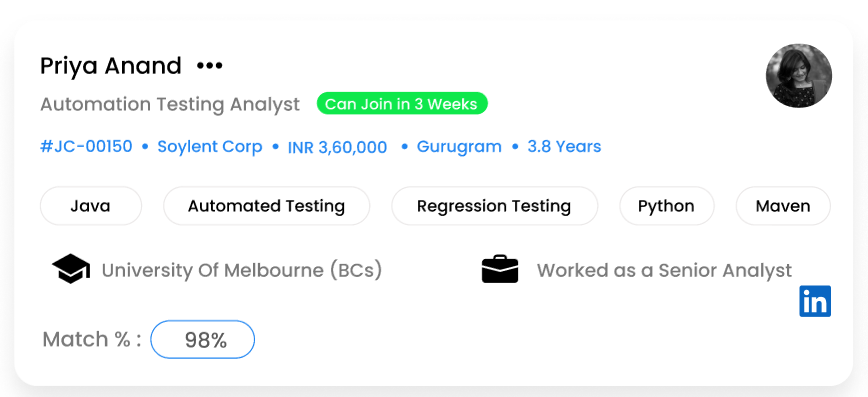 Priya Anand •••
Automation Testing Analyst Can Join in 3 Weeks
#JC-00150 • Soylent Corp • INR 3,60,000 • Gurugram • 3.8 Years
Java Automated Testing Regression Testing Python Maven
University Of Melbourne (BCs) Worked as a Senior Analyst
in
Match % : 98%